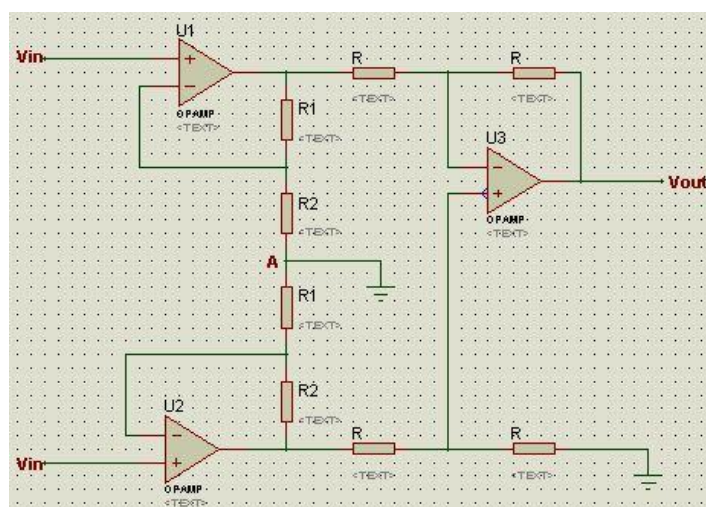 U1
Vin
+
−
OPAMP
<TEXT>
R
<TEXT>
R
<TEXT>
R1
<TEXT>
U3
−
+
OPAMP
<TEXT>
Vout
R2
<TEXT>
A
R1
<TEXT>
R2
<TEXT>
U2
−
+
Vin
OPAMP
<TEXT>
R
<TEXT>
R
<TEXT>